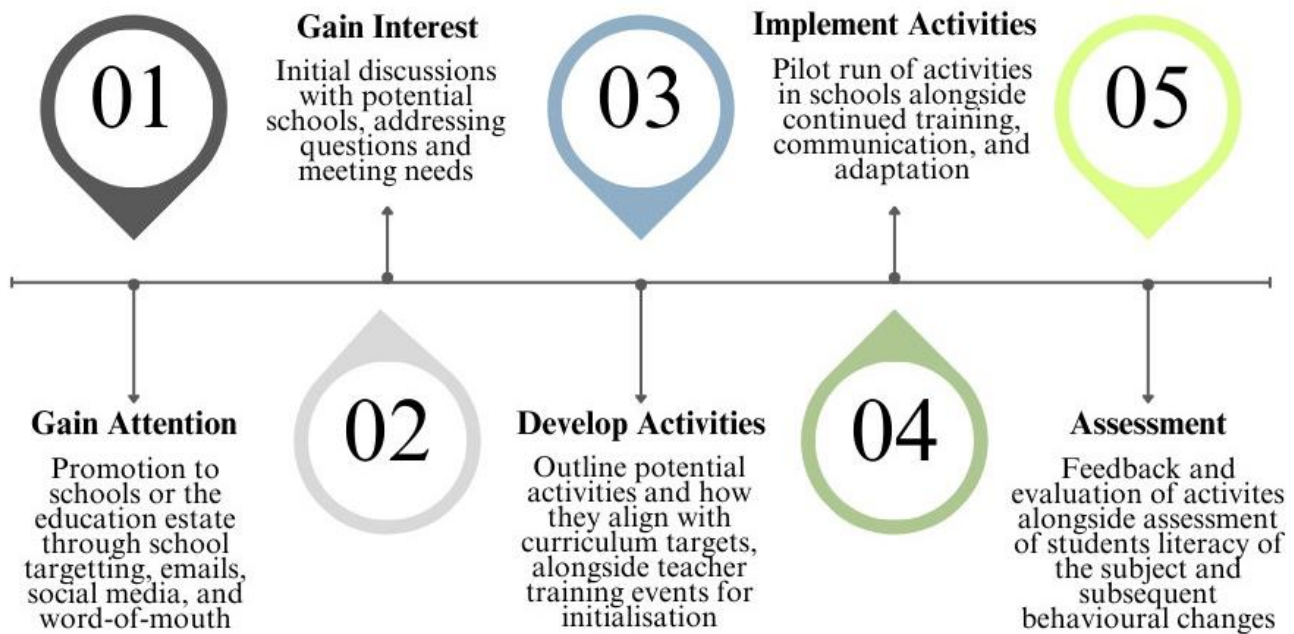 01
Gain Attention
Promotion to
schools or the
education estate
through school
targetting, emails,
social media, and
word-of-mouth
02
Gain Interest
Initial discussions
with potential
schools, addressing
questions and
meeting needs
03
Develop Activities
Outline potential
activities and how
they align with
curriculum targets,
alongside teacher
training events for
initialisation
04
Implement Activities
Pilot run of activities
in schools alongside
continued training,
communication, and
adaptation
05
Assessment
Feedback and
evaluation of activites
alongside assessment
of students literacy of
the subject and
subsequent
behavioural changes